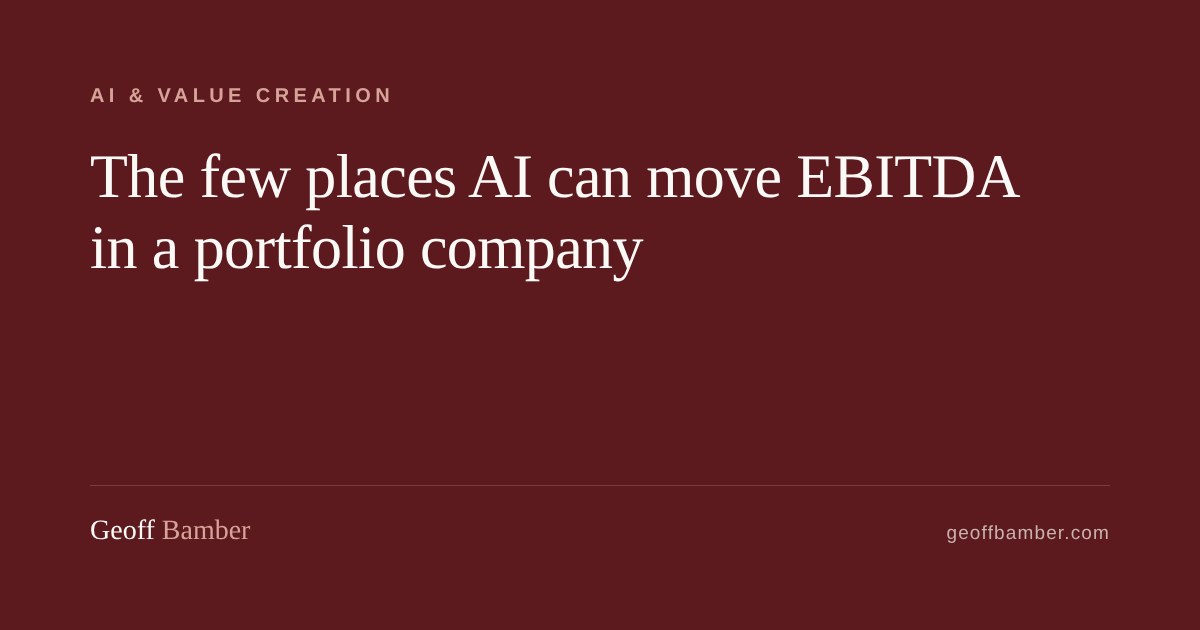 AI & VALUE CREATION
The few places AI can move EBITDA
in a portfolio company
Geoff Bamber
geoffbamber.com